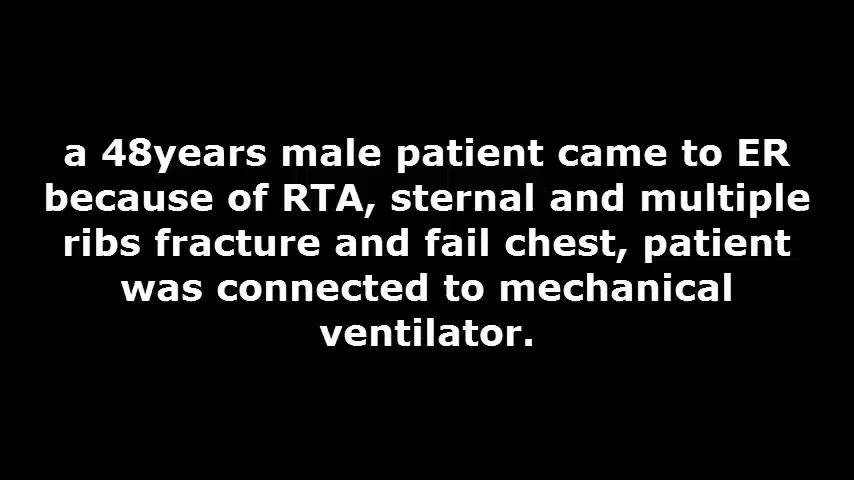 a 48years male patient came to ER
because of RTA, sternal and multiple
ribs fracture and fail chest, patient
was connected to mechanical
ventilator.